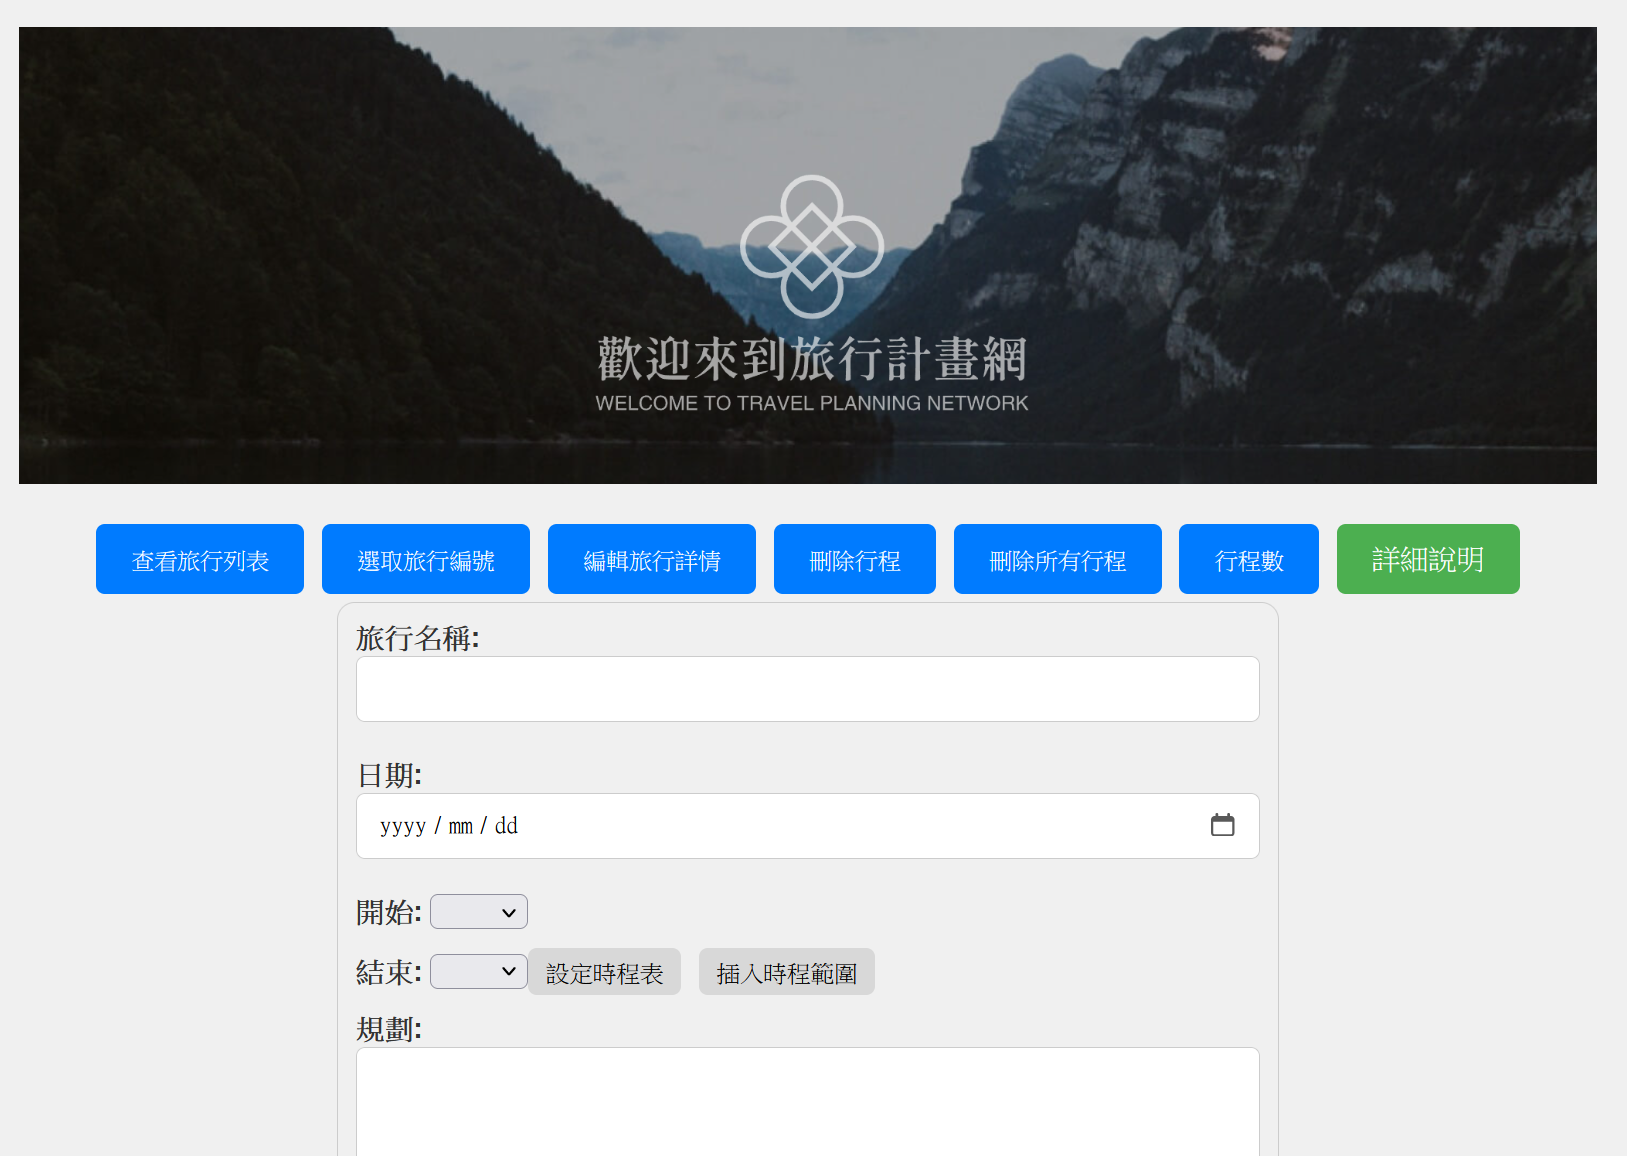 歡迎來到旅行計畫網
WELCOME TO TRAVEL PLANNING NETWORK
查看旅行列表 選取旅行編號 編輯旅行詳情 刪除行程 刪除所有行程 行程數 詳細說明
旅行名稱:
日期:
yyyy / mm / dd
開始:
結束: 設定時程表 插入時程範圍
規劃: